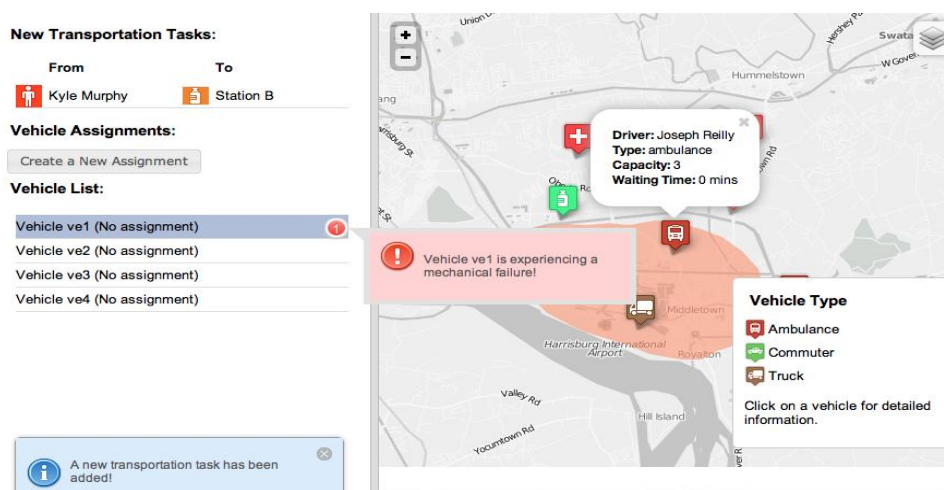 New Transportation Tasks:
From To
Kyle Murphy Station B
Vehicle Assignments:
Create a New Assignment
Vehicle List:
Vehicle ve1 (No assignment) 1
Vehicle ve2 (No assignment)
Vehicle ve3 (No assignment)
Vehicle ve4 (No assignment)
A new transportation task has been
added!
Vehicle ve1 is experiencing a
mechanical failure!
+
-
Union
Hershey
Swata
W Gover
Hummelstown
Driver: Joseph Reilly
Type: ambulance
Capacity: 3
Waiting Time: 0 mins
Middletown
Harrisburg International
Airport
Royalton
Valley Rd
Hill Island
Yocumtown Rd
Vehicle Type
Ambulance
Commuter
Truck
Click on a vehicle for detailed
information.